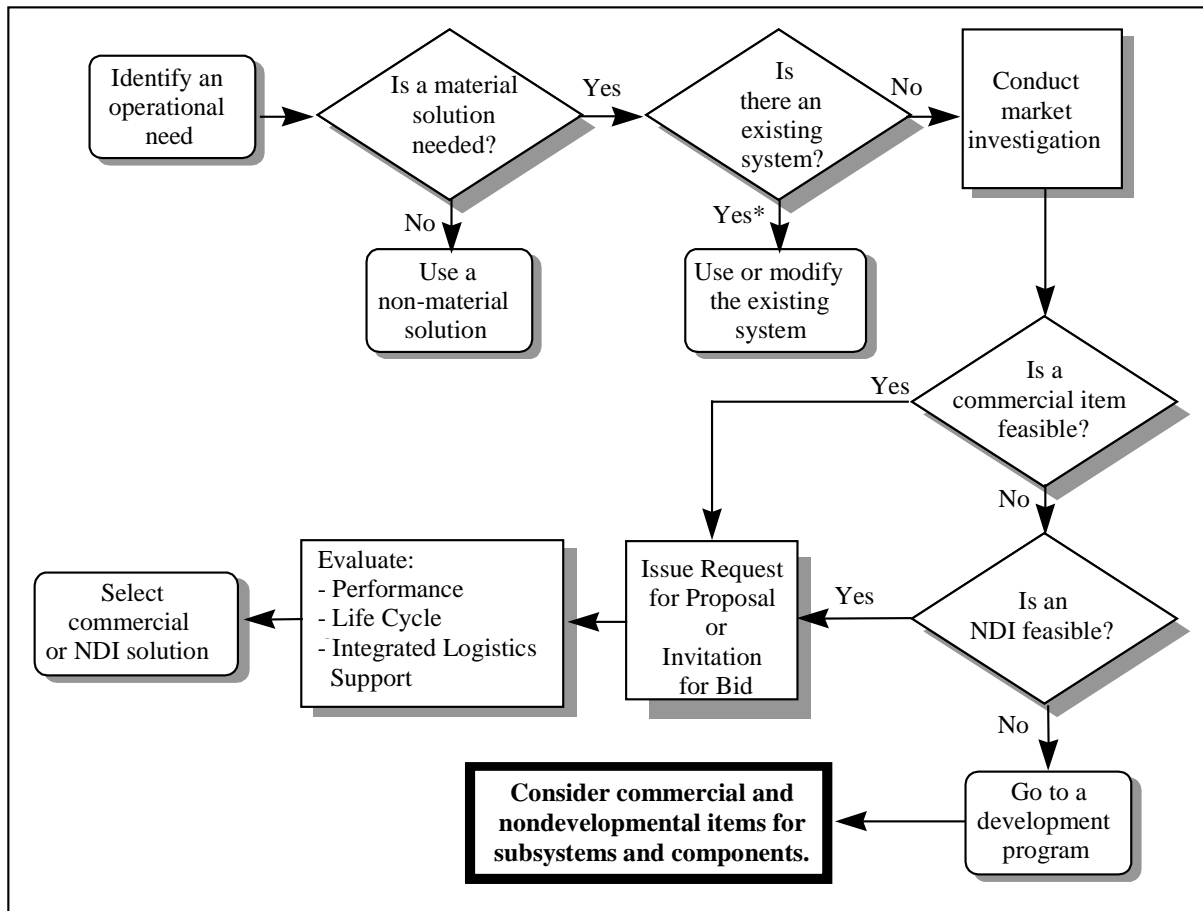 Identify an
operational
need
Is a material
solution
needed?
Yes
No
Use a
non-material
solution
Is
there an
existing
system?
No
Yes*
Use or modify
the existing
system
Conduct
market
investigation
Is a
commercial item
feasible?
Yes
No
Is an
NDI feasible?
Yes
No
Issue Request
for Proposal
or
Invitation
for Bid
Evaluate:
- Performance
- Life Cycle
- Integrated Logistics
Support
Select
commercial
or NDI solution
Go to a
development
program
Consider commercial and
nondevelopmental items for
subsystems and components.